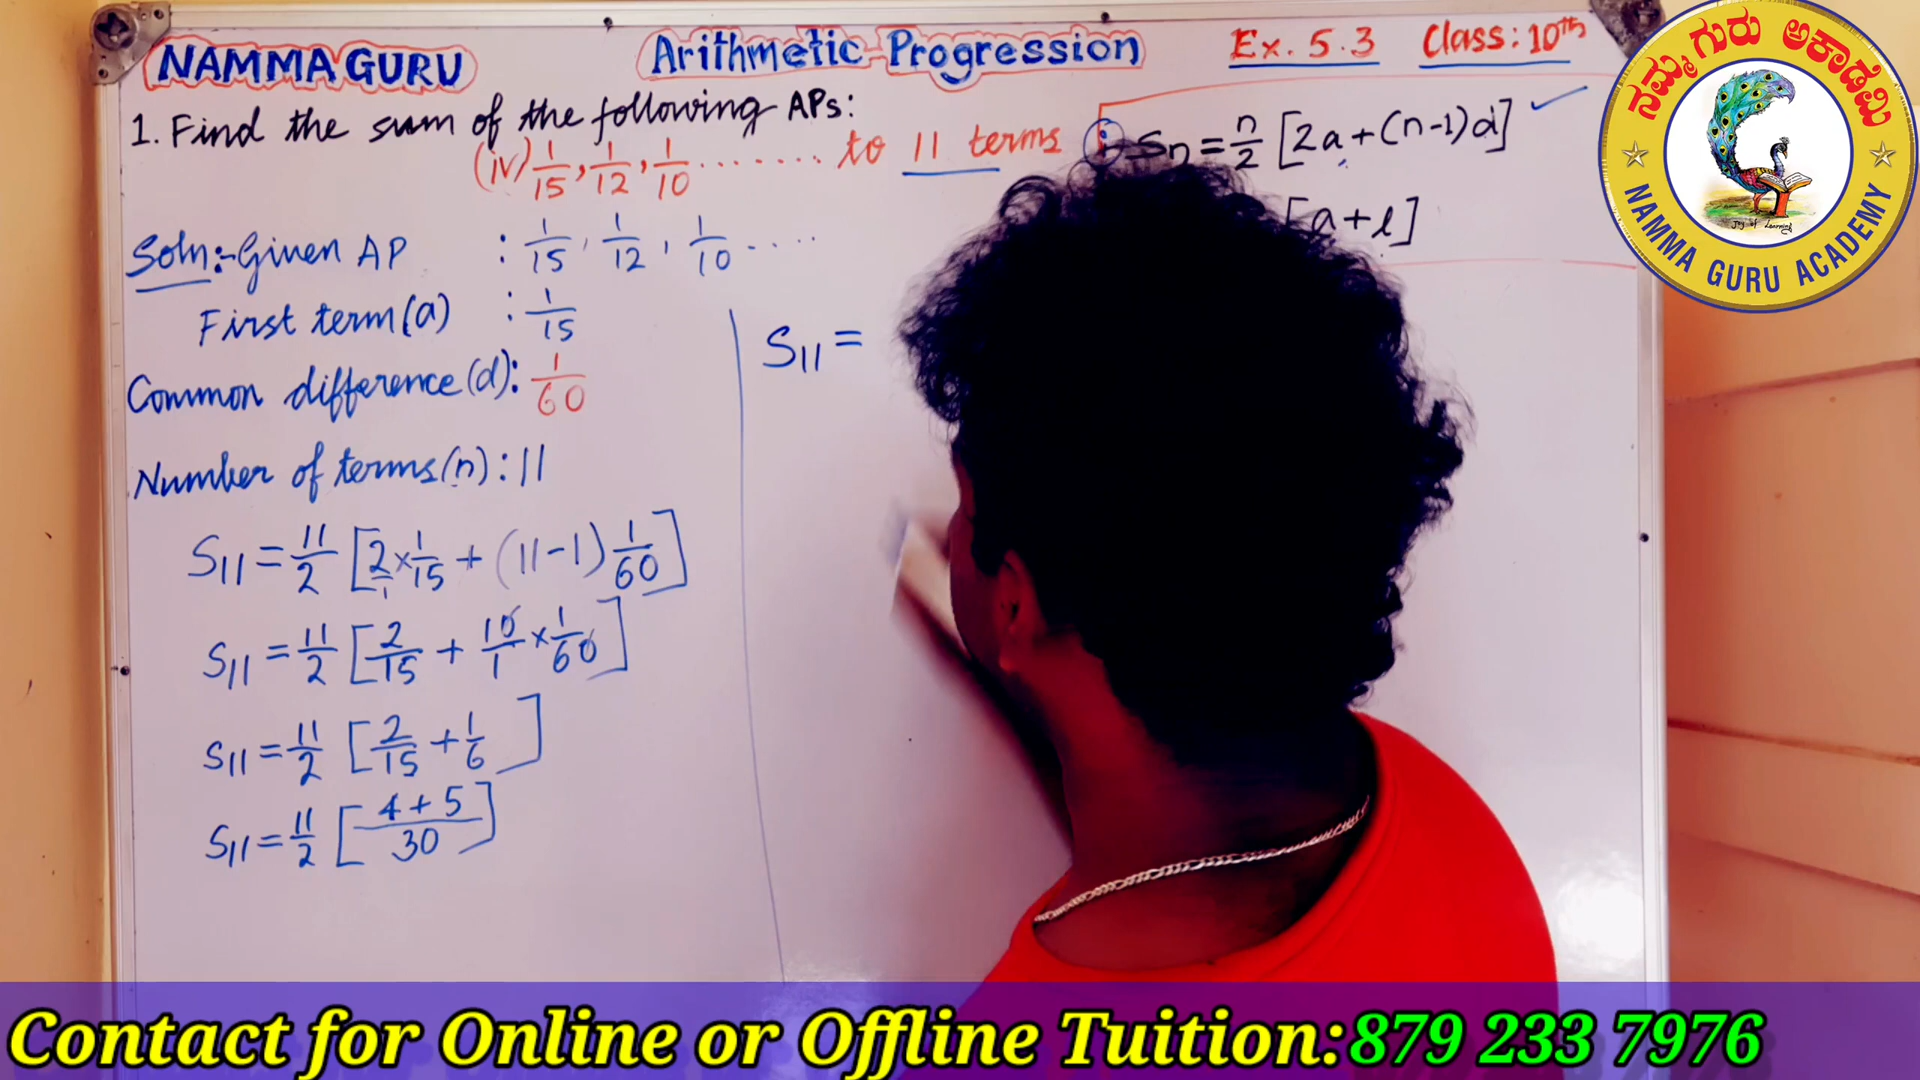 NAMMA GURU
Arithmetic Progression
Ex. 5.3 Class: 10th
1. Find the sum of the following APs:
(iv) 1/15, 1/12, 1/10 ........ to 11 terms
Sn = n/2 [2a + (n-1)d] ✓
[a + l]
Soln:- Given AP : 1/15, 1/12, 1/10 ....
First term(a) : 1/15
Common difference(d): 1/60
Number of terms(n): 11
S11 = 11/2 [2/1 × 1/15 + (11-1) 1/60]
S11 = 11/2 [2/15 + 10/1 × 1/60]
S11 = 11/2 [2/15 + 1/6]
S11 = 11/2 [(4+5)/30]
S11 =
ನಮ್ಮ ಗುರು ಅಕಾಡೆಮಿ
NAMMA GURU ACADEMY
Contact for Online or Offline Tuition:879 233 7976